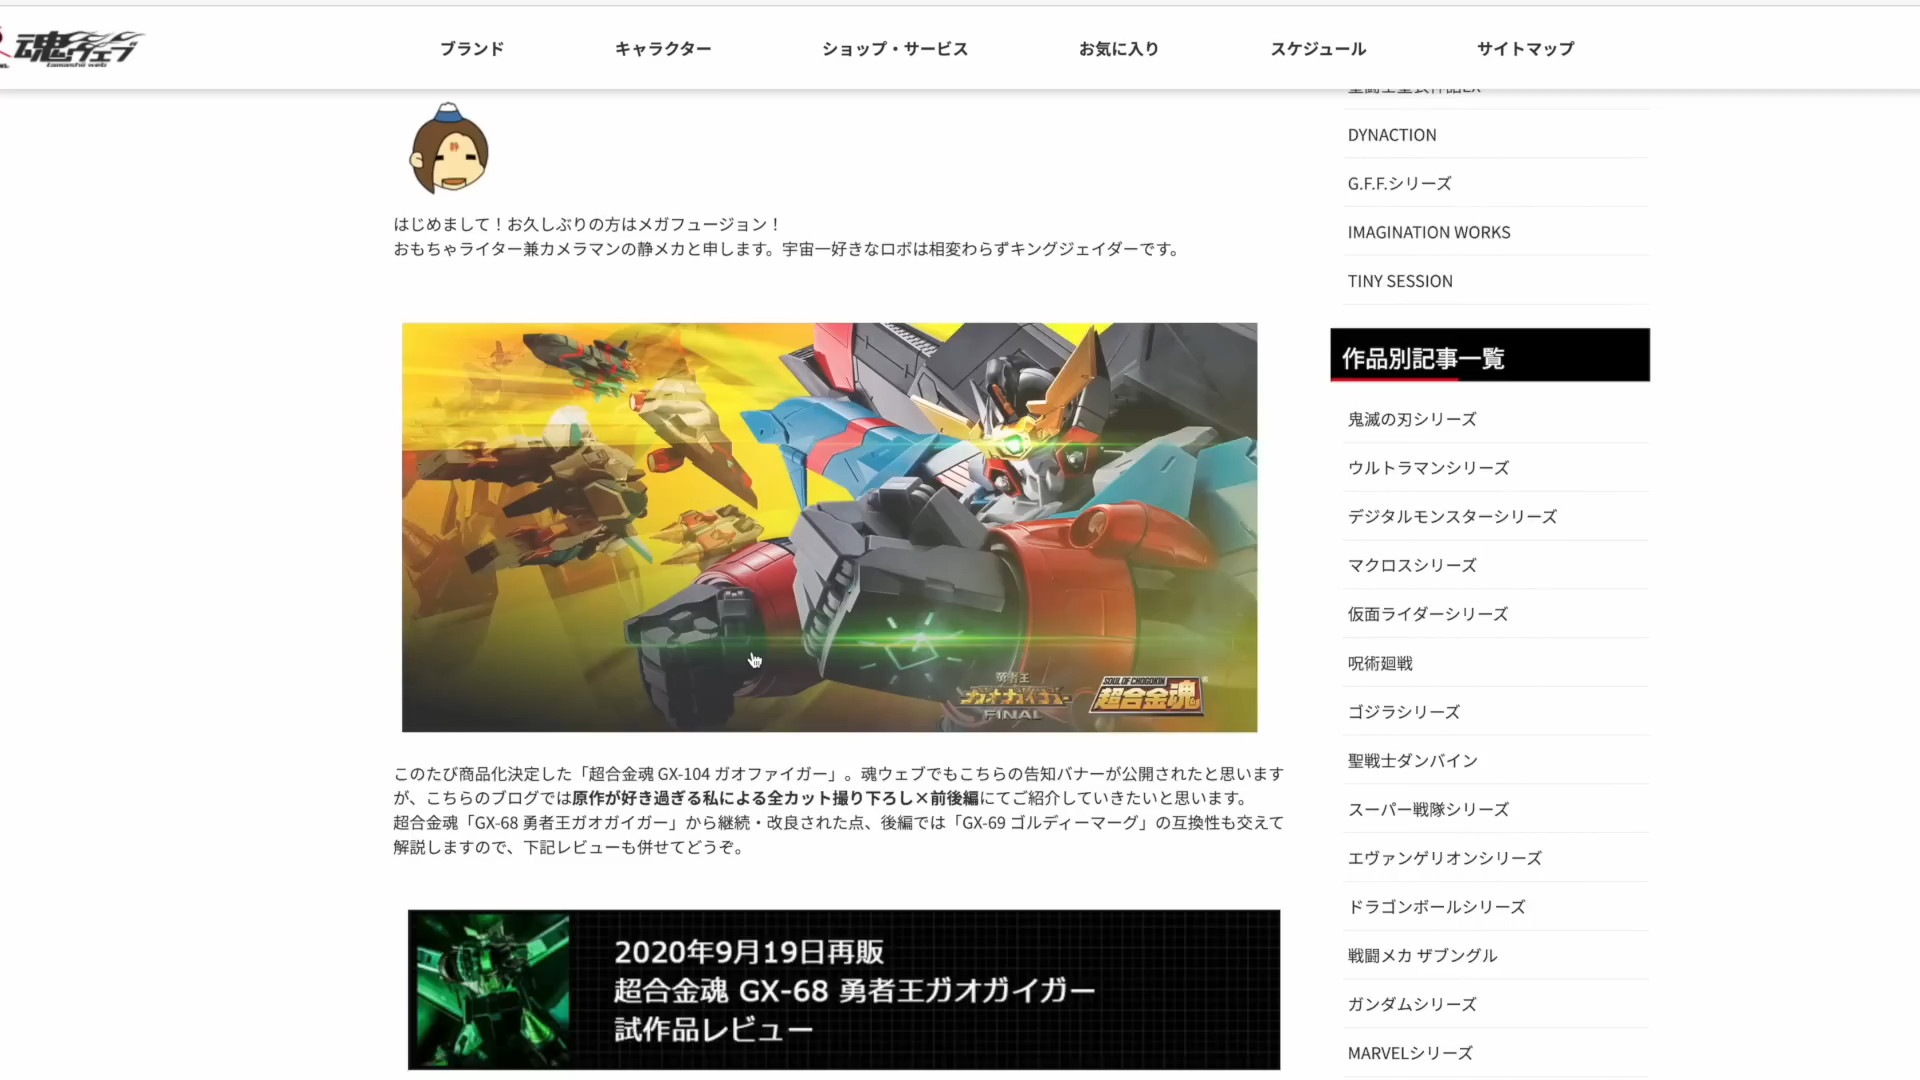 魂ウェブ
tamashii web
ブランド
キャラクター
ショップ・サービス
お気に入り
スケジュール
サイトマップ
静
はじめまして！お久しぶりの方はメガフュージョン！
おもちゃライター兼カメラマンの静メカと申します。宇宙一好きなロボは相変わらずキングジェイダーです。
勇者王
ガオガイガー
FINAL
SOUL OF CHOGOKIN
超合金魂
このたび商品化決定した「超合金魂 GX-104 ガオファイガー」。魂ウェブでもこちらの告知バナーが公開されたと思います
が、こちらのブログでは原作が好き過ぎる私による全カット撮り下ろし×前後編にてご紹介していきたいと思います。
超合金魂「GX-68 勇者王ガオガイガー」から継続・改良された点、後編では「GX-69 ゴルディーマーグ」の互換性も交えて
解説しますので、下記レビューも併せてどうぞ。
2020年9月19日再販
超合金魂 GX-68 勇者王ガオガイガー
試作品レビュー
DYNACTION
G.F.F.シリーズ
IMAGINATION WORKS
TINY SESSION
作品別記事一覧
鬼滅の刃シリーズ
ウルトラマンシリーズ
デジタルモンスターシリーズ
マクロスシリーズ
仮面ライダーシリーズ
呪術廻戦
ゴジラシリーズ
聖戦士ダンバイン
スーパー戦隊シリーズ
エヴァンゲリオンシリーズ
ドラゴンボールシリーズ
戦闘メカ ザブングル
ガンダムシリーズ
MARVELシリーズ